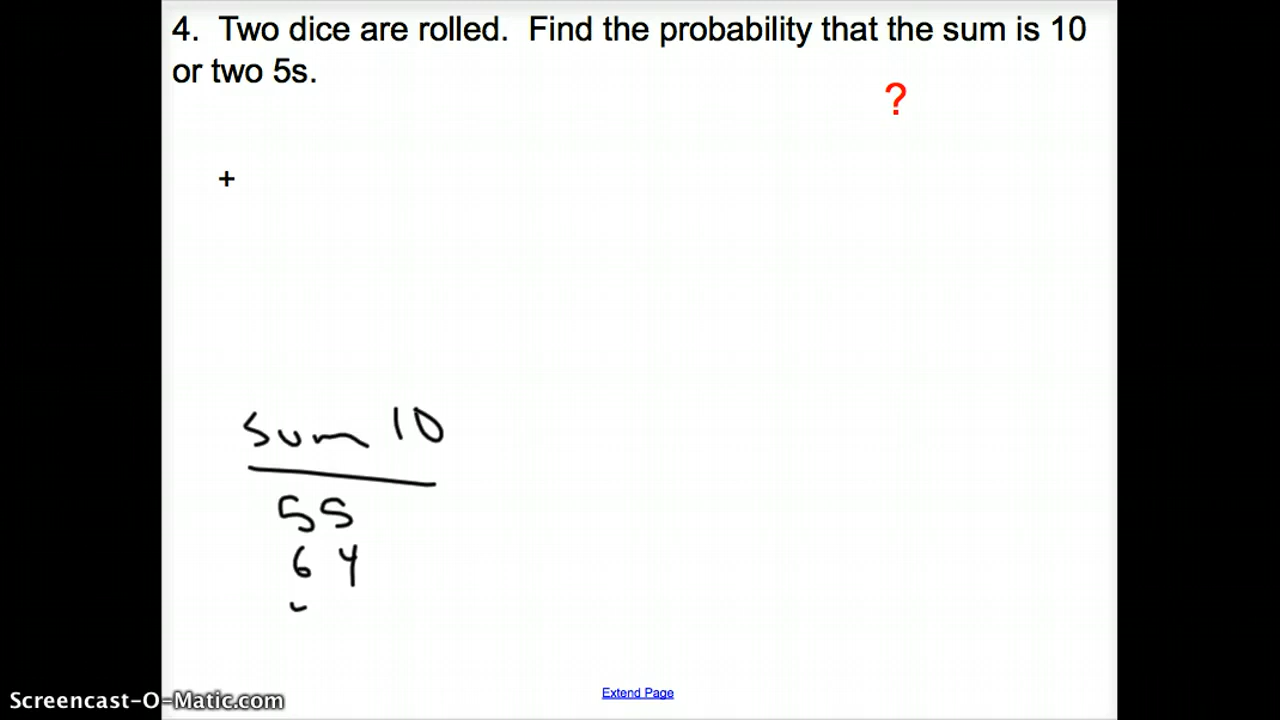 4. Two dice are rolled. Find the probability that the sum is 10
or two 5s.
?
+
sum 10
5 5
6 4
Extend Page
Screencast-O-Matic.com